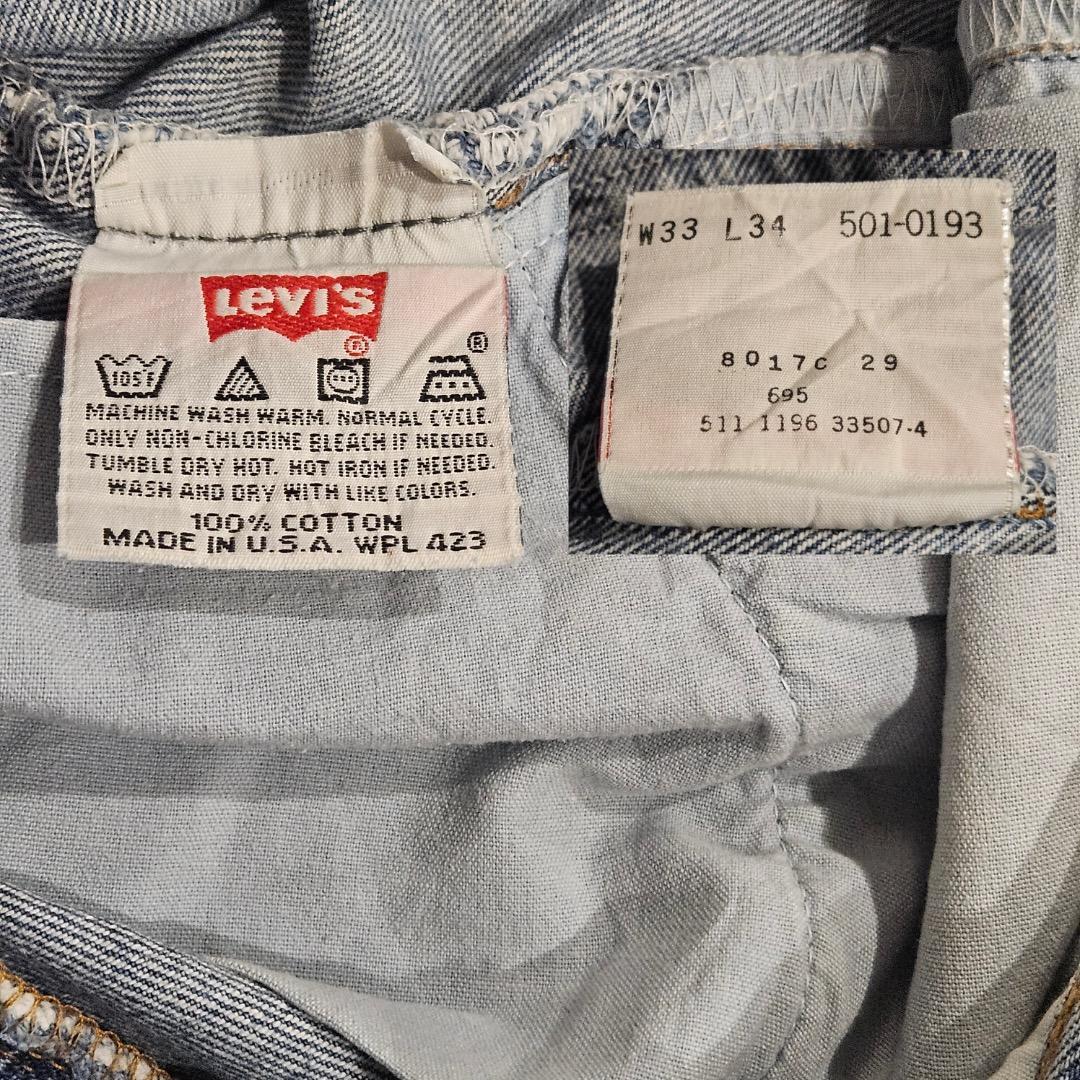 LEVI'S
®
®
105F
MACHINE WASH WARM. NORMAL CYCLE.
ONLY NON-CHLORINE BLEACH IF NEEDED.
TUMBLE DRY HOT. HOT IRON IF NEEDED.
WASH AND DRY WITH LIKE COLORS.
100% COTTON
MADE IN U.S.A. WPL 423
W33 L34 501-0193
8017c 29
695
511 1196 33507-4